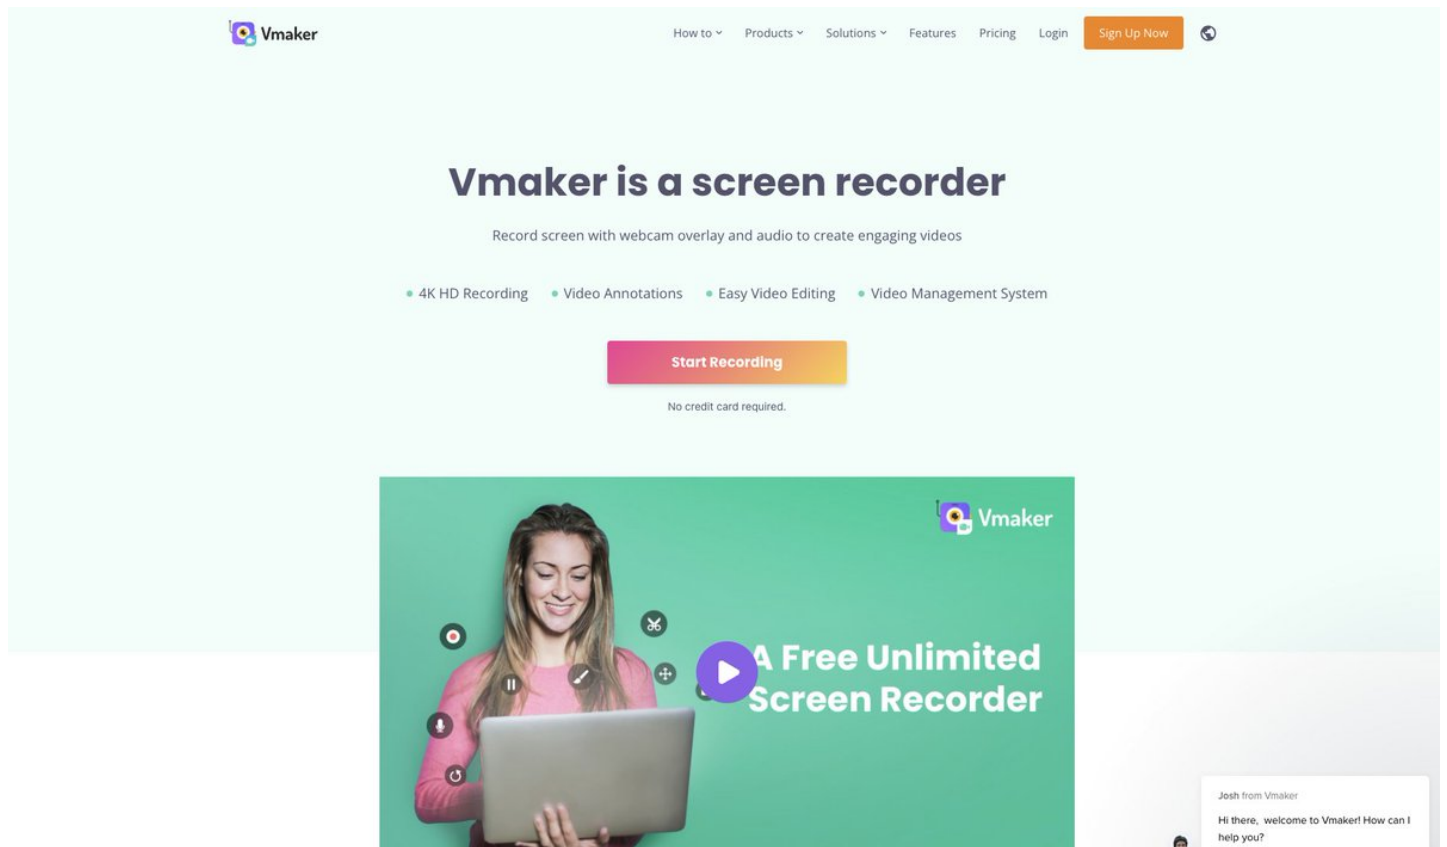 Vmaker
How to
Products
Solutions
Features
Pricing
Login
Sign Up Now
Vmaker is a screen recorder
Record screen with webcam overlay and audio to create engaging videos
4K HD Recording
Video Annotations
Easy Video Editing
Video Management System
Start Recording
No credit card required.
Vmaker
A Free Unlimited
Screen Recorder
Josh from Vmaker
Hi there, welcome to Vmaker! How can I
help you?